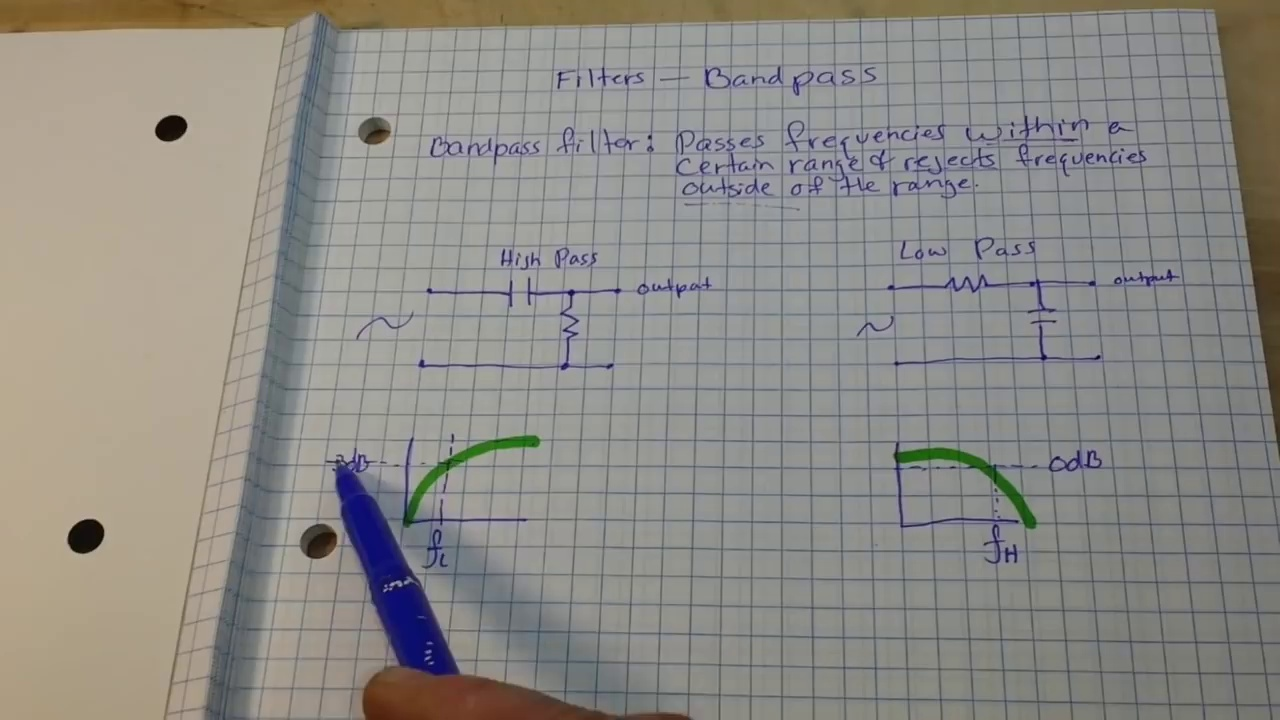 Filters — Bandpass
Bandpass filter: Passes frequencies within a
certain range & rejects frequencies
outside of the range.
High Pass
output
Low Pass
output
-3dB
fL
0dB
fH